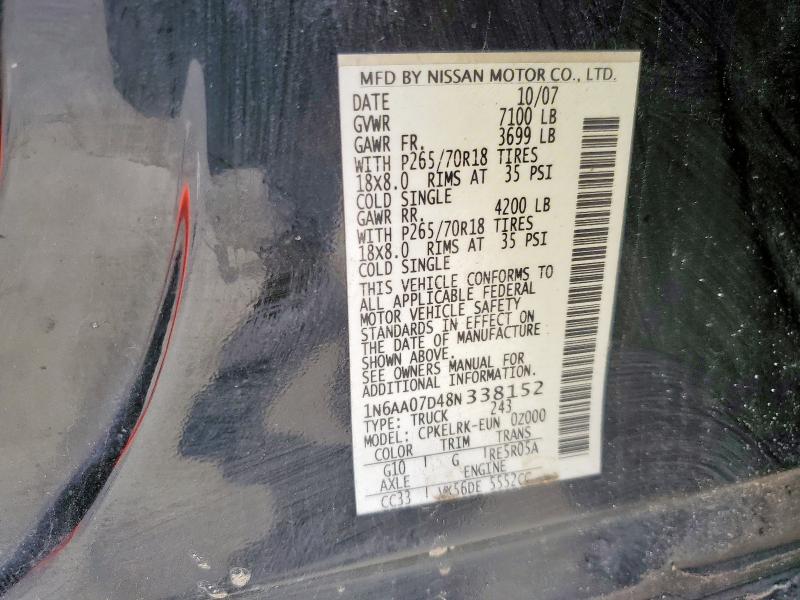 MFD BY NISSAN MOTOR CO., LTD.
DATE 10/07
GVWR 7100 LB
GAWR FR. 3699 LB
WITH P265/70R18 TIRES
18X8.0 RIMS AT 35 PSI
COLD SINGLE
GAWR RR. 4200 LB
WITH P265/70R18 TIRES
18X8.0 RIMS AT 35 PSI
COLD SINGLE
THIS VEHICLE CONFORMS TO
ALL APPLICABLE FEDERAL
MOTOR VEHICLE SAFETY
STANDARDS IN EFFECT ON
THE DATE OF MANUFACTURE
SHOWN ABOVE.
SEE OWNERS MANUAL FOR
ADDITIONAL INFORMATION.
1N6AA07D48N338152
TYPE: TRUCK 243
MODEL: CPKELRK-EUN 0Z000
COLOR TRIM TRANS
G10 G RE5R05A
AXLE ENGINE
CC33 VK56DE 5552CC